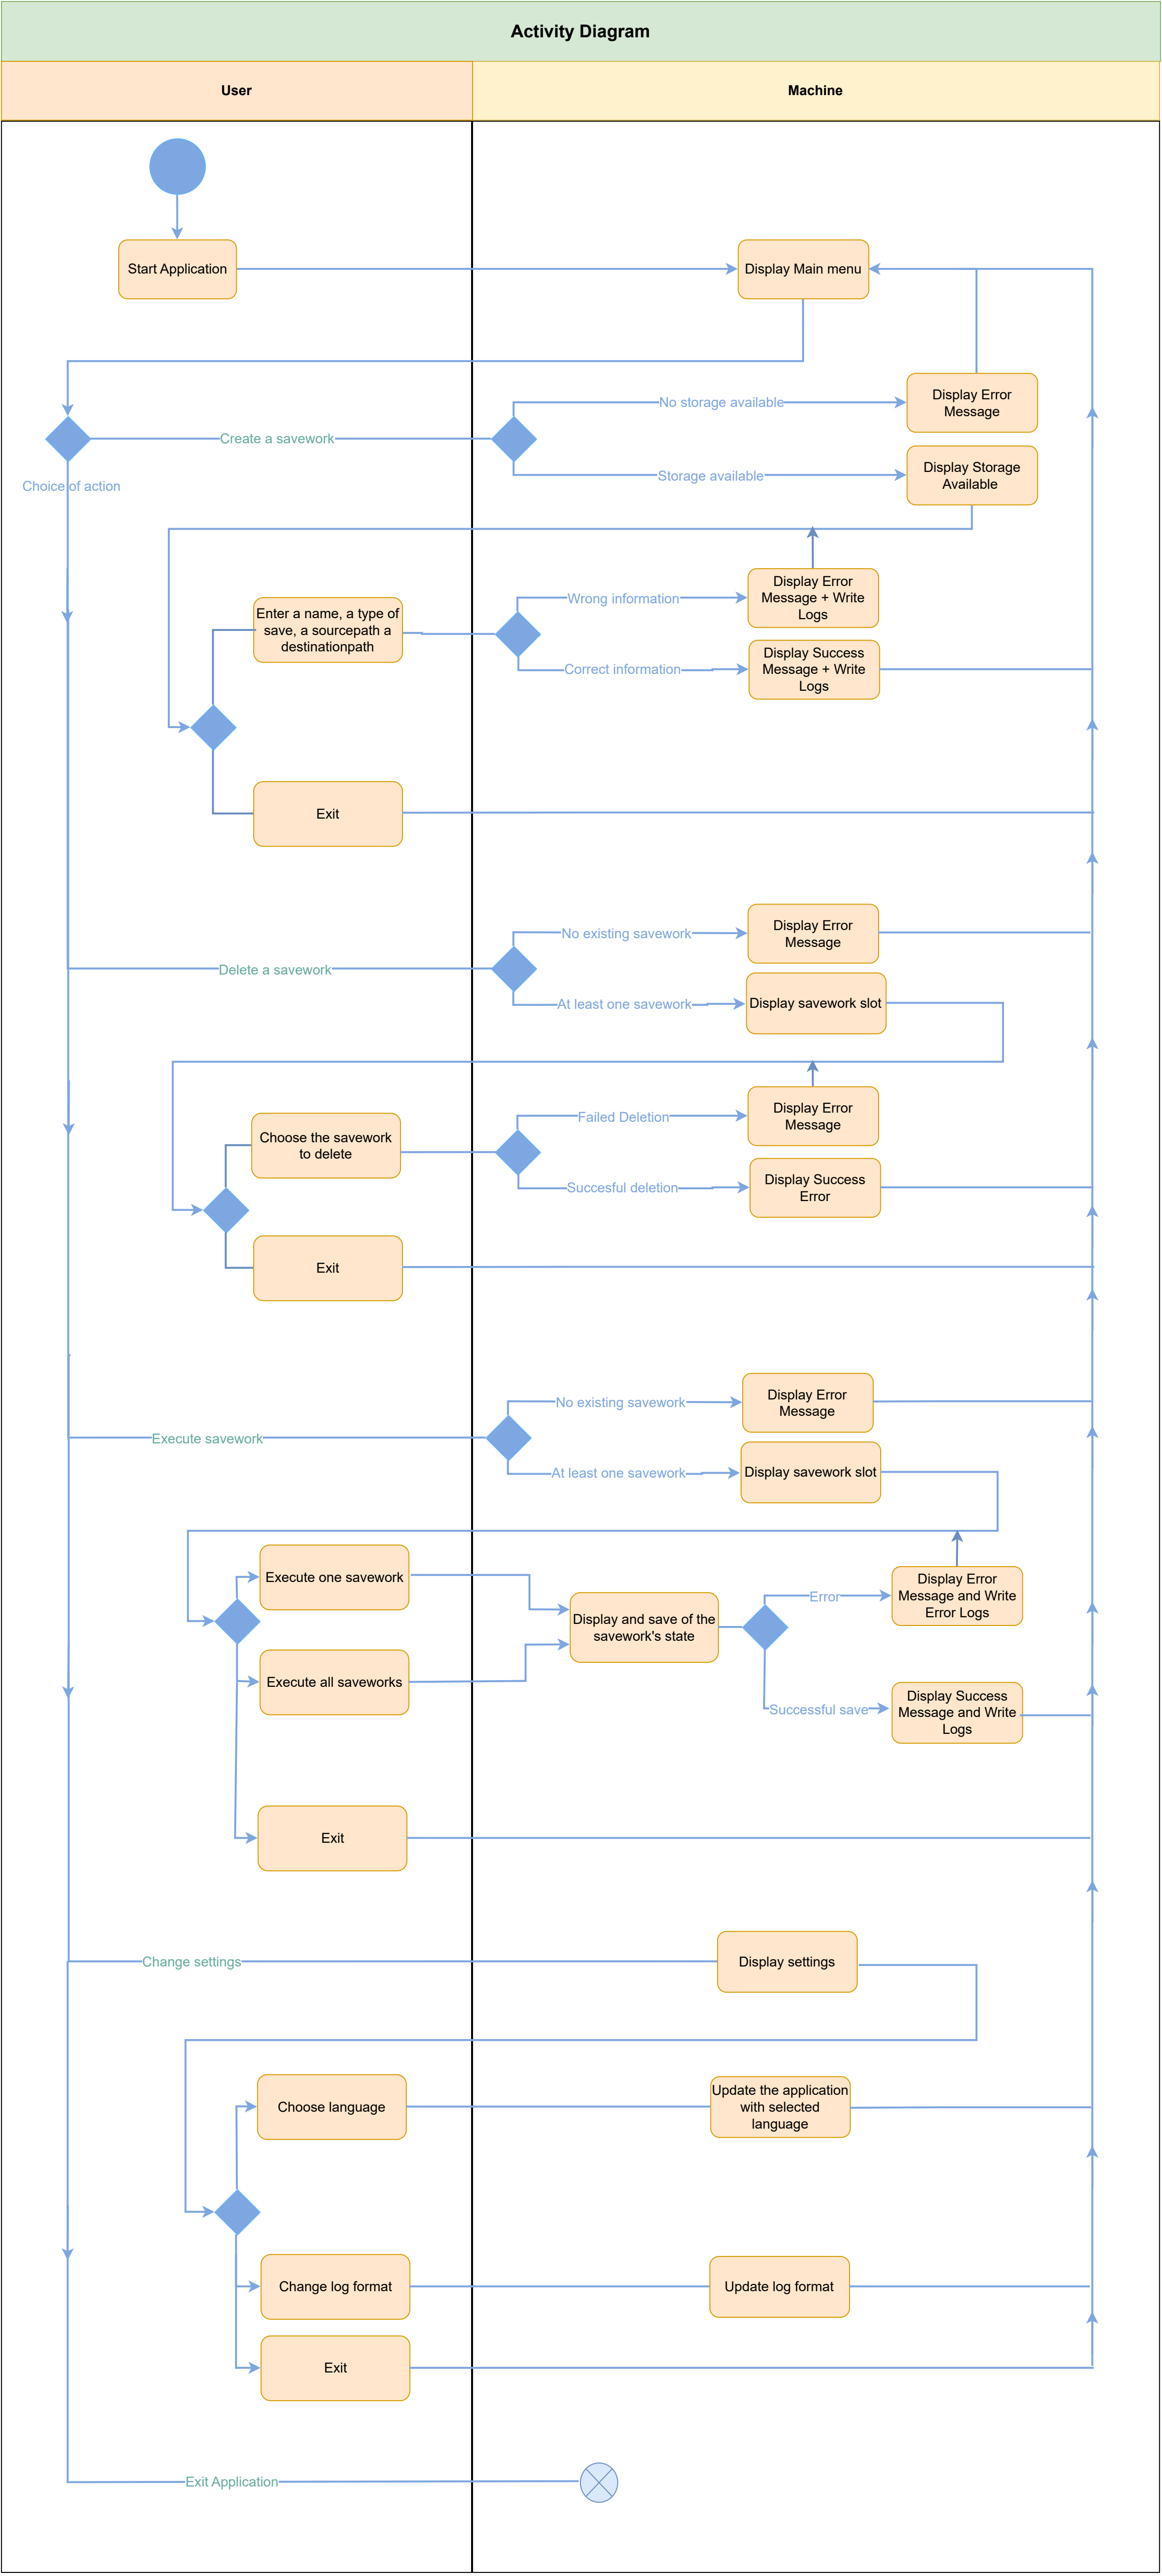 Activity Diagram
User
Machine
Start Application
Display Main menu
No storage available
Display Error
Message
Create a savework
Storage available
Display Storage
Available
Choice of action
Enter a name, a type of
save, a sourcepath a
destinationpath
Wrong information
Display Error
Message + Write
Logs
Correct information
Display Success
Message + Write
Logs
Exit
No existing savework
Display Error
Message
Delete a savework
At least one savework
Display savework slot
Choose the savework
to delete
Failed Deletion
Display Error
Message
Succesful deletion
Display Success
Error
Exit
No existing savework
Display Error
Message
Execute savework
At least one savework
Display savework slot
Execute one savework
Display and save of the
savework's state
Error
Display Error
Message and Write
Error Logs
Execute all saveworks
Successful save
Display Success
Message and Write
Logs
Exit
Change settings
Display settings
Choose language
Update the application
with selected
language
Change log format
Update log format
Exit
Exit Application